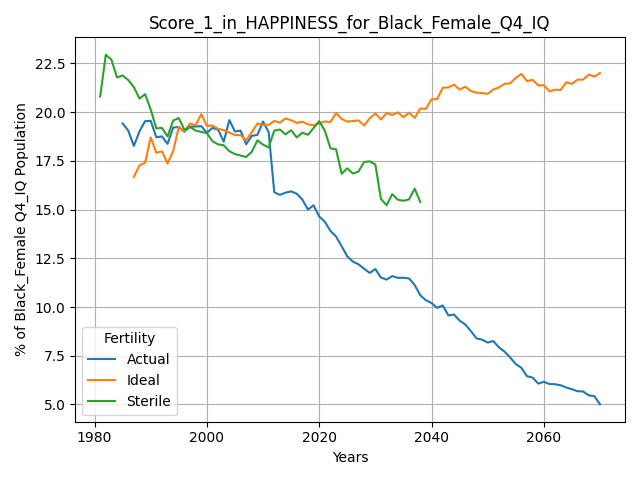 Score_1_in_HAPPINESS_for_Black_Female_Q4_IQ
% of Black_Female Q4_IQ Population
22.5
20.0
17.5
15.0
12.5
10.0
7.5
5.0
Fertility
Actual
Ideal
Sterile
1980
2000
2020
2040
2060
Years